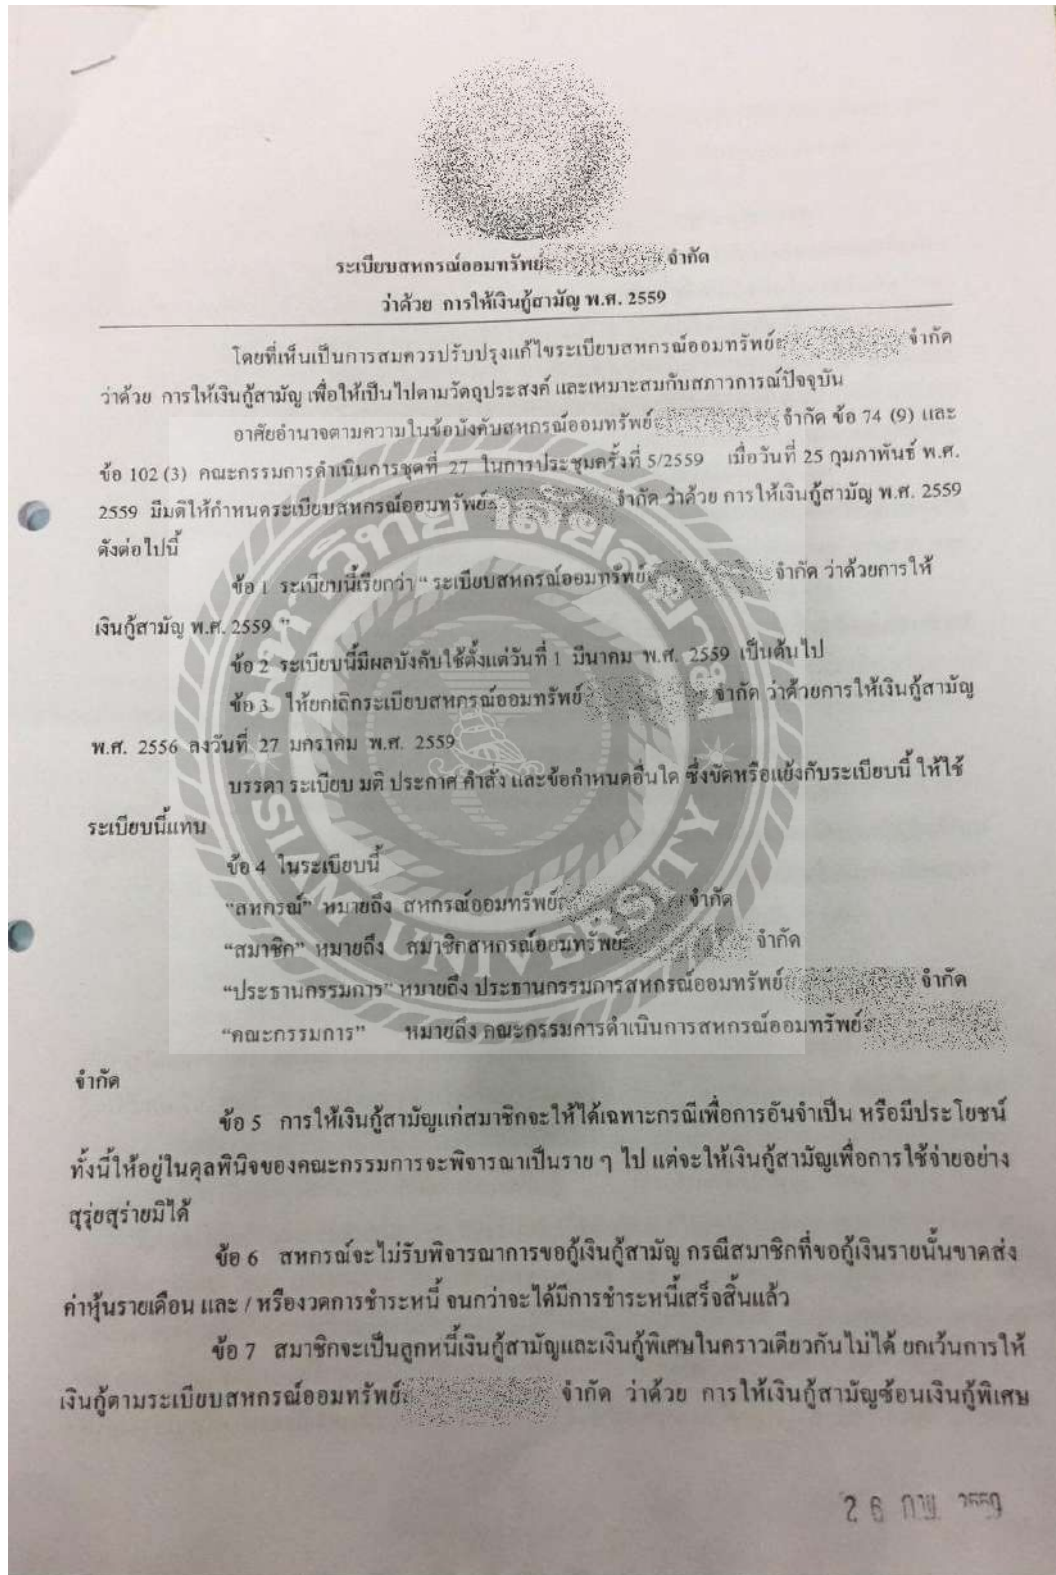 ระเบียบสหกรณ์ออมทรัพย์ จำกัด
ว่าด้วย การให้เงินกู้สามัญ พ.ศ. 2559
โดยที่เห็นเป็นการสมควรปรับปรุงแก้ไขระเบียบสหกรณ์ออมทรัพย์ จำกัด
ว่าด้วย การให้เงินกู้สามัญ เพื่อให้เป็นไปตามวัตถุประสงค์ และเหมาะสมกับสภาวการณ์ปัจจุบัน
อาศัยอำนาจตามความในข้อบังคับสหกรณ์ออมทรัพย์ จำกัด ข้อ 74 (9) และ
ข้อ 102 (3) คณะกรรมการดำเนินการชุดที่ 27 ในการประชุมครั้งที่ 5/2559 เมื่อวันที่ 25 กุมภาพันธ์ พ.ศ.
2559 มีมติให้กำหนดระเบียบสหกรณ์ออมทรัพย์ จำกัด ว่าด้วย การให้เงินกู้สามัญ พ.ศ. 2559
ดังต่อไปนี้
ข้อ 1 ระเบียบนี้เรียกว่า “ ระเบียบสหกรณ์ออมทรัพย์ จำกัด ว่าด้วยการให้
เงินกู้สามัญ พ.ศ. 2559 ”
ข้อ 2 ระเบียบนี้มีผลบังคับใช้ตั้งแต่วันที่ 1 มีนาคม พ.ศ. 2559 เป็นต้นไป
ข้อ 3 ให้ยกเลิกระเบียบสหกรณ์ออมทรัพย์ จำกัด ว่าด้วยการให้เงินกู้สามัญ
พ.ศ. 2556 ลงวันที่ 27 มกราคม พ.ศ. 2559
บรรดา ระเบียบ มติ ประกาศ คำสั่ง และข้อกำหนดอื่นใด ซึ่งขัดหรือแย้งกับระเบียบนี้ ให้ใช้
ระเบียบนี้แทน
ข้อ 4 ในระเบียบนี้
“สหกรณ์” หมายถึง สหกรณ์ออมทรัพย์ จำกัด
“สมาชิก” หมายถึง สมาชิกสหกรณ์ออมทรัพย์ จำกัด
“ประธานกรรมการ” หมายถึง ประธานกรรมการสหกรณ์ออมทรัพย์ จำกัด
“คณะกรรมการ” หมายถึง คณะกรรมการดำเนินการสหกรณ์ออมทรัพย์
จำกัด
ข้อ 5 การให้เงินกู้สามัญแก่สมาชิกจะให้ได้เฉพาะกรณีเพื่อการอันจำเป็น หรือมีประโยชน์
ทั้งนี้ให้อยู่ในดุลพินิจของคณะกรรมการจะพิจารณาเป็นราย ๆ ไป แต่จะให้เงินกู้สามัญเพื่อการใช้จ่ายอย่าง
สุรุ่ยสุร่ายมิได้
ข้อ 6 สหกรณ์จะไม่รับพิจารณาการขอกู้เงินกู้สามัญ กรณีสมาชิกที่ขอกู้เงินรายนั้นขาดส่ง
ค่าหุ้นรายเดือน และ / หรืองวดการชำระหนี้ จนกว่าจะได้มีการชำระหนี้เสร็จสิ้นแล้ว
ข้อ 7 สมาชิกจะเป็นลูกหนี้เงินกู้สามัญและเงินกู้พิเศษในคราวเดียวกันไม่ได้ ยกเว้นการให้
เงินกู้ตามระเบียบสหกรณ์ออมทรัพย์ จำกัด ว่าด้วย การให้เงินกู้สามัญซ้อนเงินกู้พิเศษ
26 ก.พ. 2559
มหาวิทยาลัยสยาม
SIAM UNIVERSITY